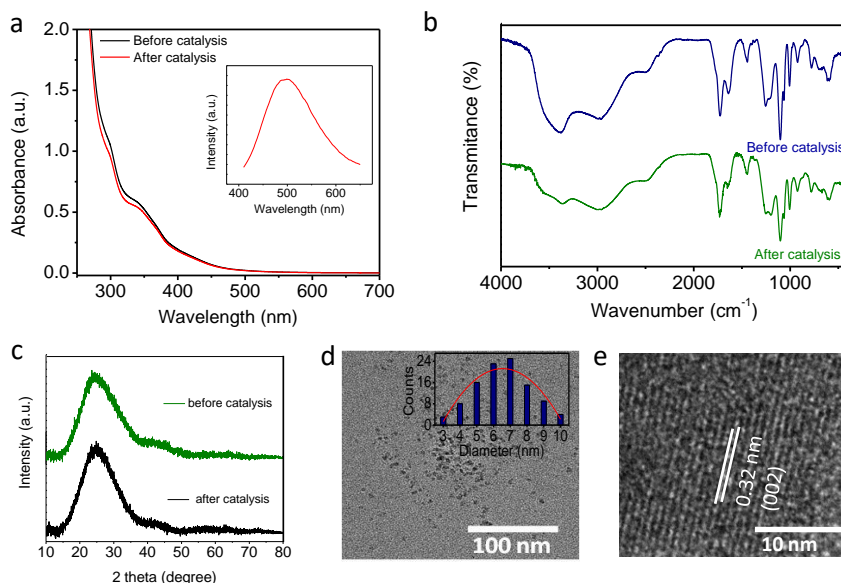 a
2.0
1.5
1.0
0.5
0.0
Absorbance (a.u.)
Before catalysis
After catalysis
Intensity (a.u.)
400 500 600
Wavelength (nm)
300 400 500 600 700
Wavelength (nm)
b
Transmitance (%)
Before catalysis
After catalysis
4000 3000 2000 1000
Wavenumber (cm-1)
c
Intensity (a.u.)
before catalysis
after catalysis
10 20 30 40 50 60 70 80
2 theta (degree)
d
24
16
8
0
Counts
3 4 5 6 7 8 9 10
Diameter (nm)
100 nm
e
0.32 nm
(002)
10 nm